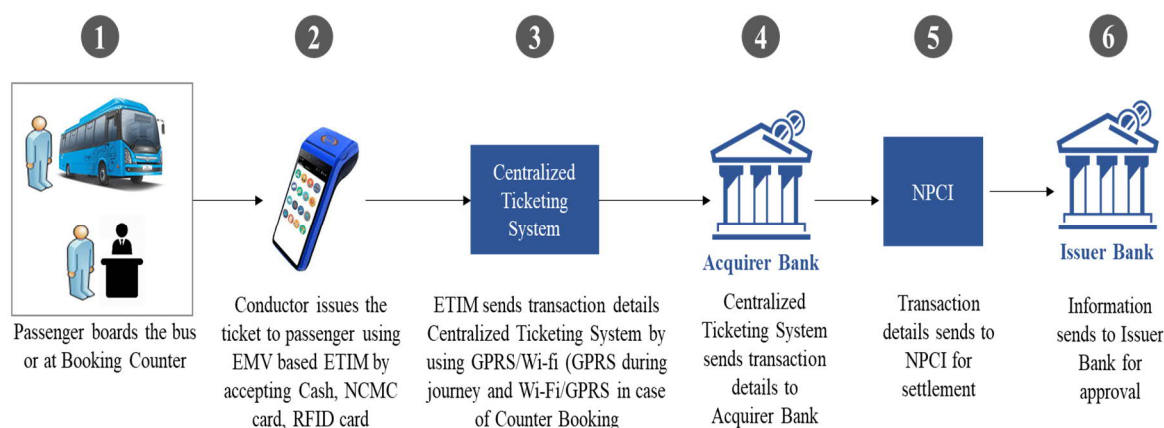 1
2
3
4
5
6
Centralized
Ticketing
System
NPCI
Acquirer Bank
Issuer Bank
Passenger boards the bus
or at Booking Counter
Conductor issues the
ticket to passenger using
EMV based ETIM by
accepting Cash, NCMC
card, RFID card
ETIM sends transaction details
Centralized Ticketing System by
using GPRS/Wi-fi (GPRS during
journey and Wi-Fi/GPRS in case
of Counter Booking
Centralized
Ticketing System
sends transaction
details to
Acquirer Bank
Transaction
details sends to
NPCI for
settlement
Information
sends to Issuer
Bank for
approval